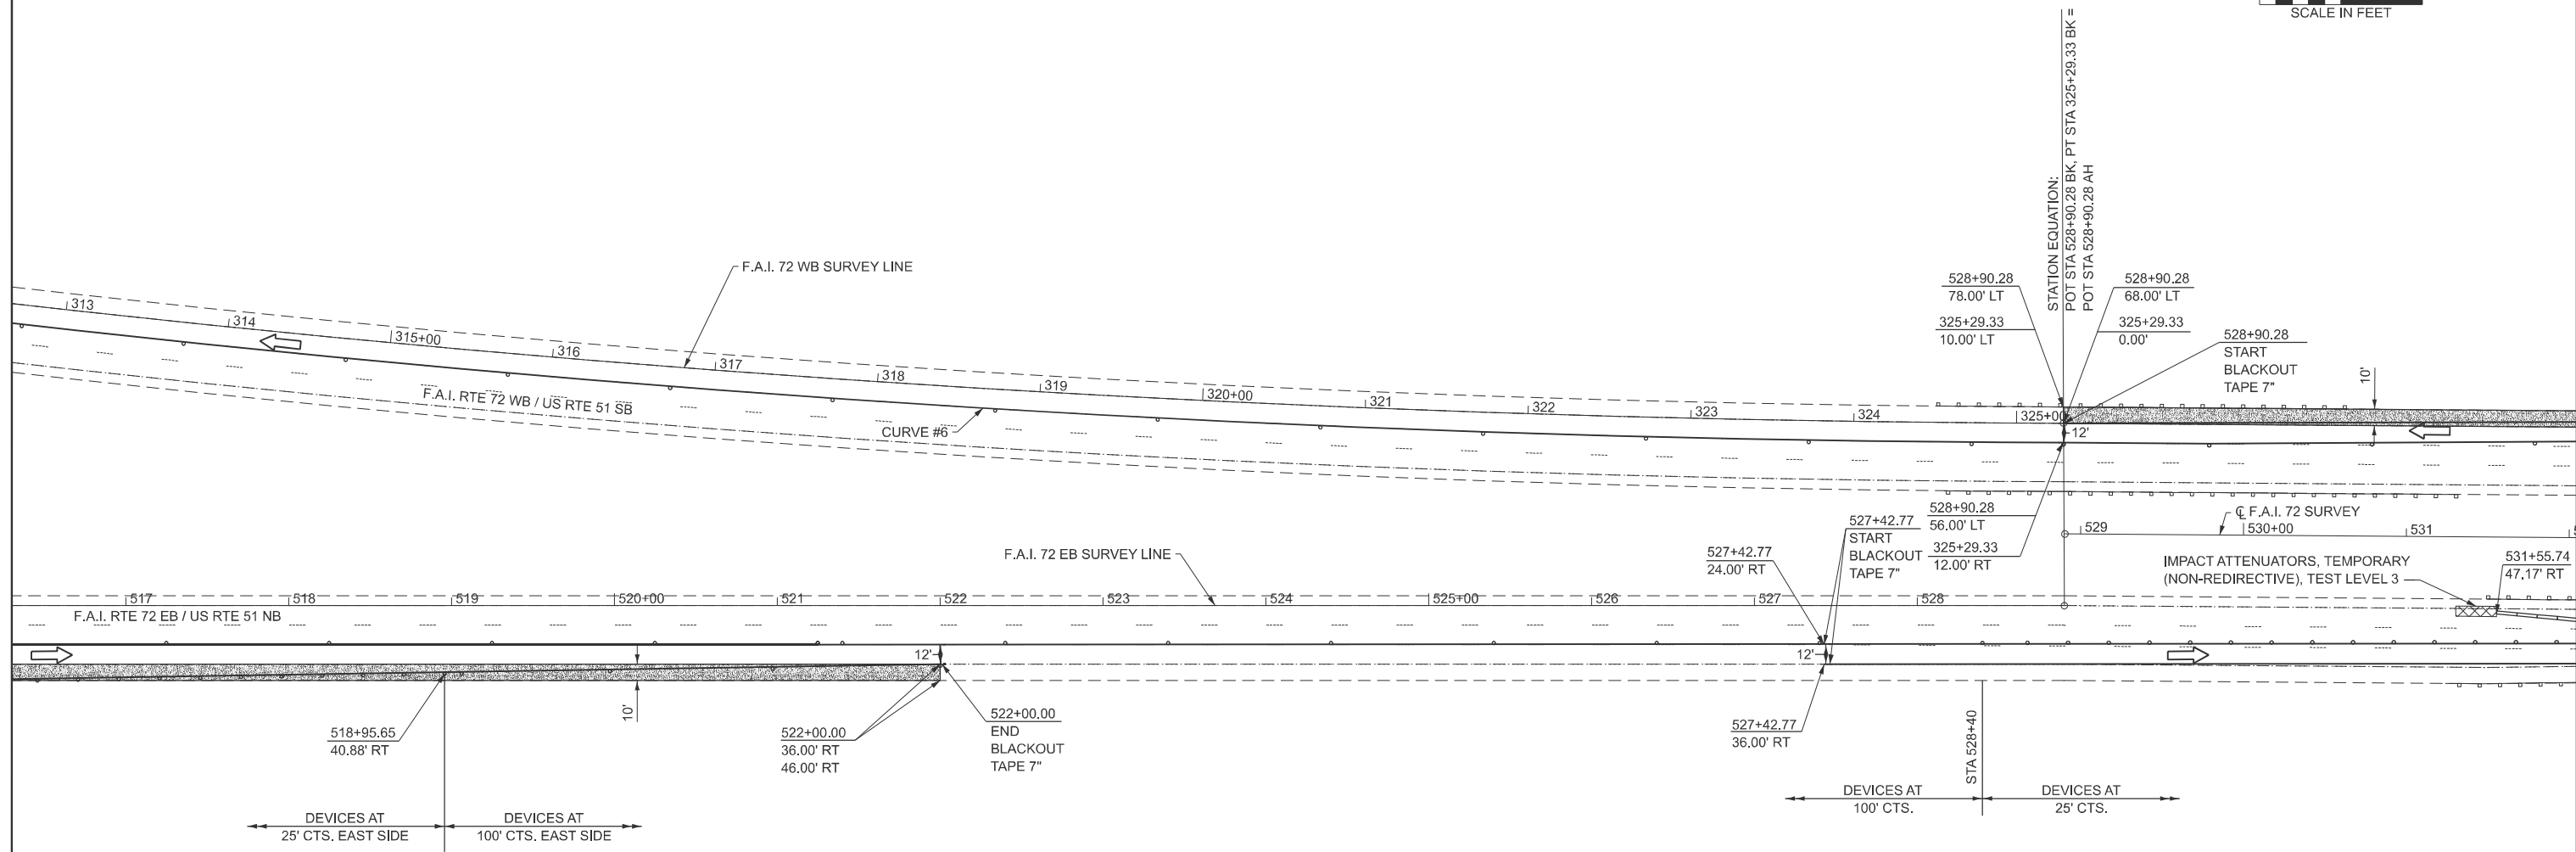 SCALE IN FEET
STATION EQUATION:
POT STA 528+90.28 BK, PT STA 325+29.33 BK =
POT STA 528+90.28 AH
F.A.I. 72 WB SURVEY LINE
528+90.28
78.00' LT
325+29.33
10.00' LT
528+90.28
68.00' LT
325+29.33
0.00'
528+90.28
START
BLACKOUT
TAPE 7"
10'
313
314
315+00
316
317
318
319
320+00
321
322
323
324
325+00
F.A.I. RTE 72 WB / US RTE 51 SB
CURVE #6
12'
528+90.28
56.00' LT
325+29.33
12.00' RT
527+42.77
START
BLACKOUT
TAPE 7"
527+42.77
24.00' RT
F.A.I. 72 EB SURVEY LINE
℄ F.A.I. 72 SURVEY
529
530+00
531
IMPACT ATTENUATORS, TEMPORARY
(NON-REDIRECTIVE), TEST LEVEL 3
531+55.74
47.17' RT
517
518
519
520+00
521
522
523
524
525+00
526
527
528
F.A.I. RTE 72 EB / US RTE 51 NB
12'
12'
10'
518+95.65
40.88' RT
522+00.00
36.00' RT
46.00' RT
522+00.00
END
BLACKOUT
TAPE 7"
527+42.77
36.00' RT
STA 528+40
DEVICES AT
100' CTS.
DEVICES AT
25' CTS.
DEVICES AT
25' CTS. EAST SIDE
DEVICES AT
100' CTS. EAST SIDE